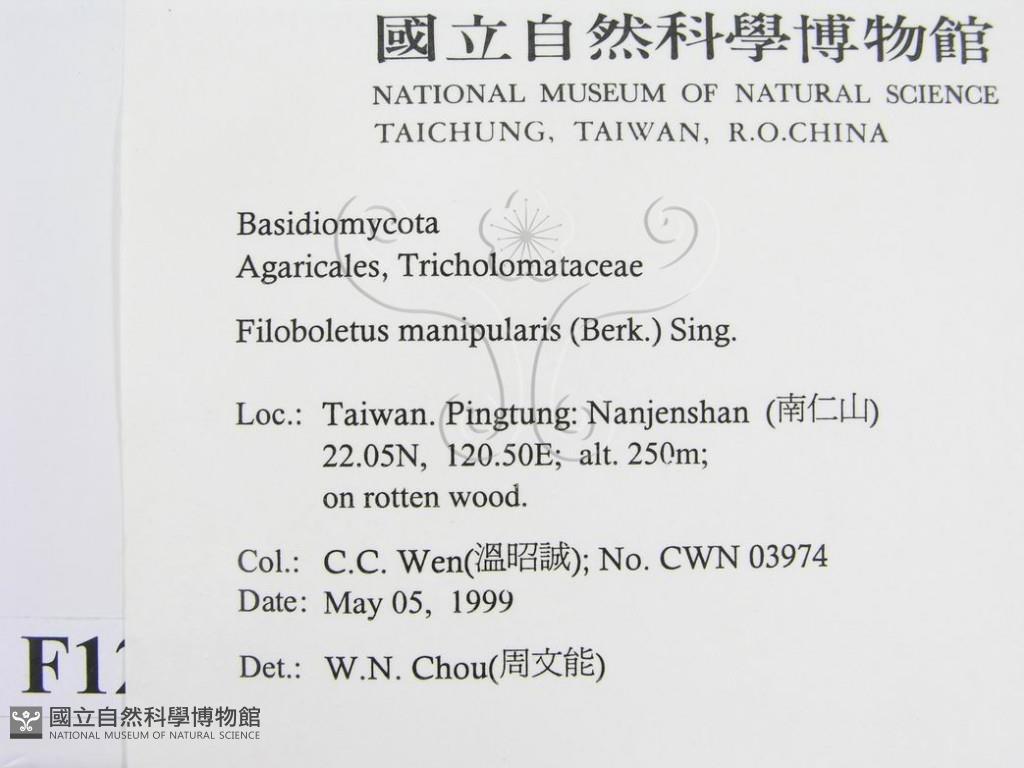 國立自然科學博物館
NATIONAL MUSEUM OF NATURAL SCIENCE
TAICHUNG, TAIWAN, R.O.CHINA
Basidiomycota
Agaricales, Tricholomataceae
Filoboletus manipularis (Berk.) Sing.
Loc.: Taiwan. Pingtung: Nanjenshan (南仁山)
22.05N, 120.50E; alt. 250m;
on rotten wood.
Col.: C.C. Wen(溫昭誠); No. CWN 03974
Date: May 05, 1999
Det.: W.N. Chou(周文能)
國立自然科學博物館
NATIONAL MUSEUM OF NATURAL SCIENCE